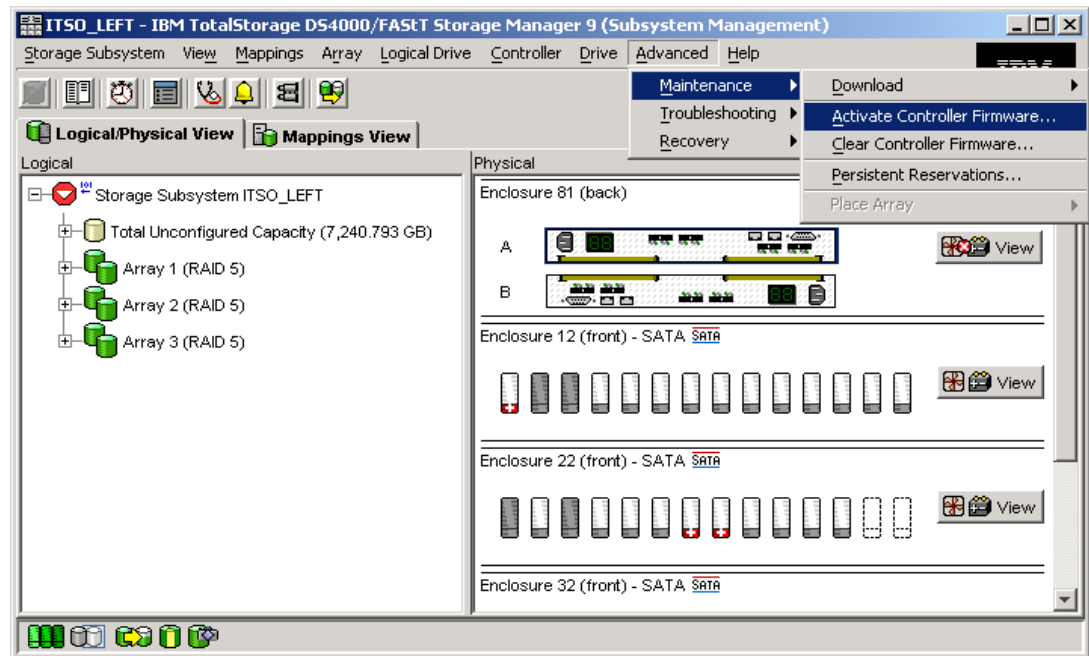 ITSO_LEFT - IBM TotalStorage DS4000/FAStT Storage Manager 9 (Subsystem Management)
Storage Subsystem View Mappings Array Logical Drive Controller Drive Advanced Help
IBM
Maintenance
Troubleshooting
Recovery
Download
Activate Controller Firmware...
Clear Controller Firmware...
Persistent Reservations...
Place Array
Logical/Physical View Mappings View
Logical
Physical
101
Storage Subsystem ITSO_LEFT
Total Unconfigured Capacity (7,240.793 GB)
Array 1 (RAID 5)
Array 2 (RAID 5)
Array 3 (RAID 5)
Enclosure 81 (back)
A
88
View
B
88
Enclosure 12 (front) - SATA SATA
View
Enclosure 22 (front) - SATA SATA
View
Enclosure 32 (front) - SATA SATA